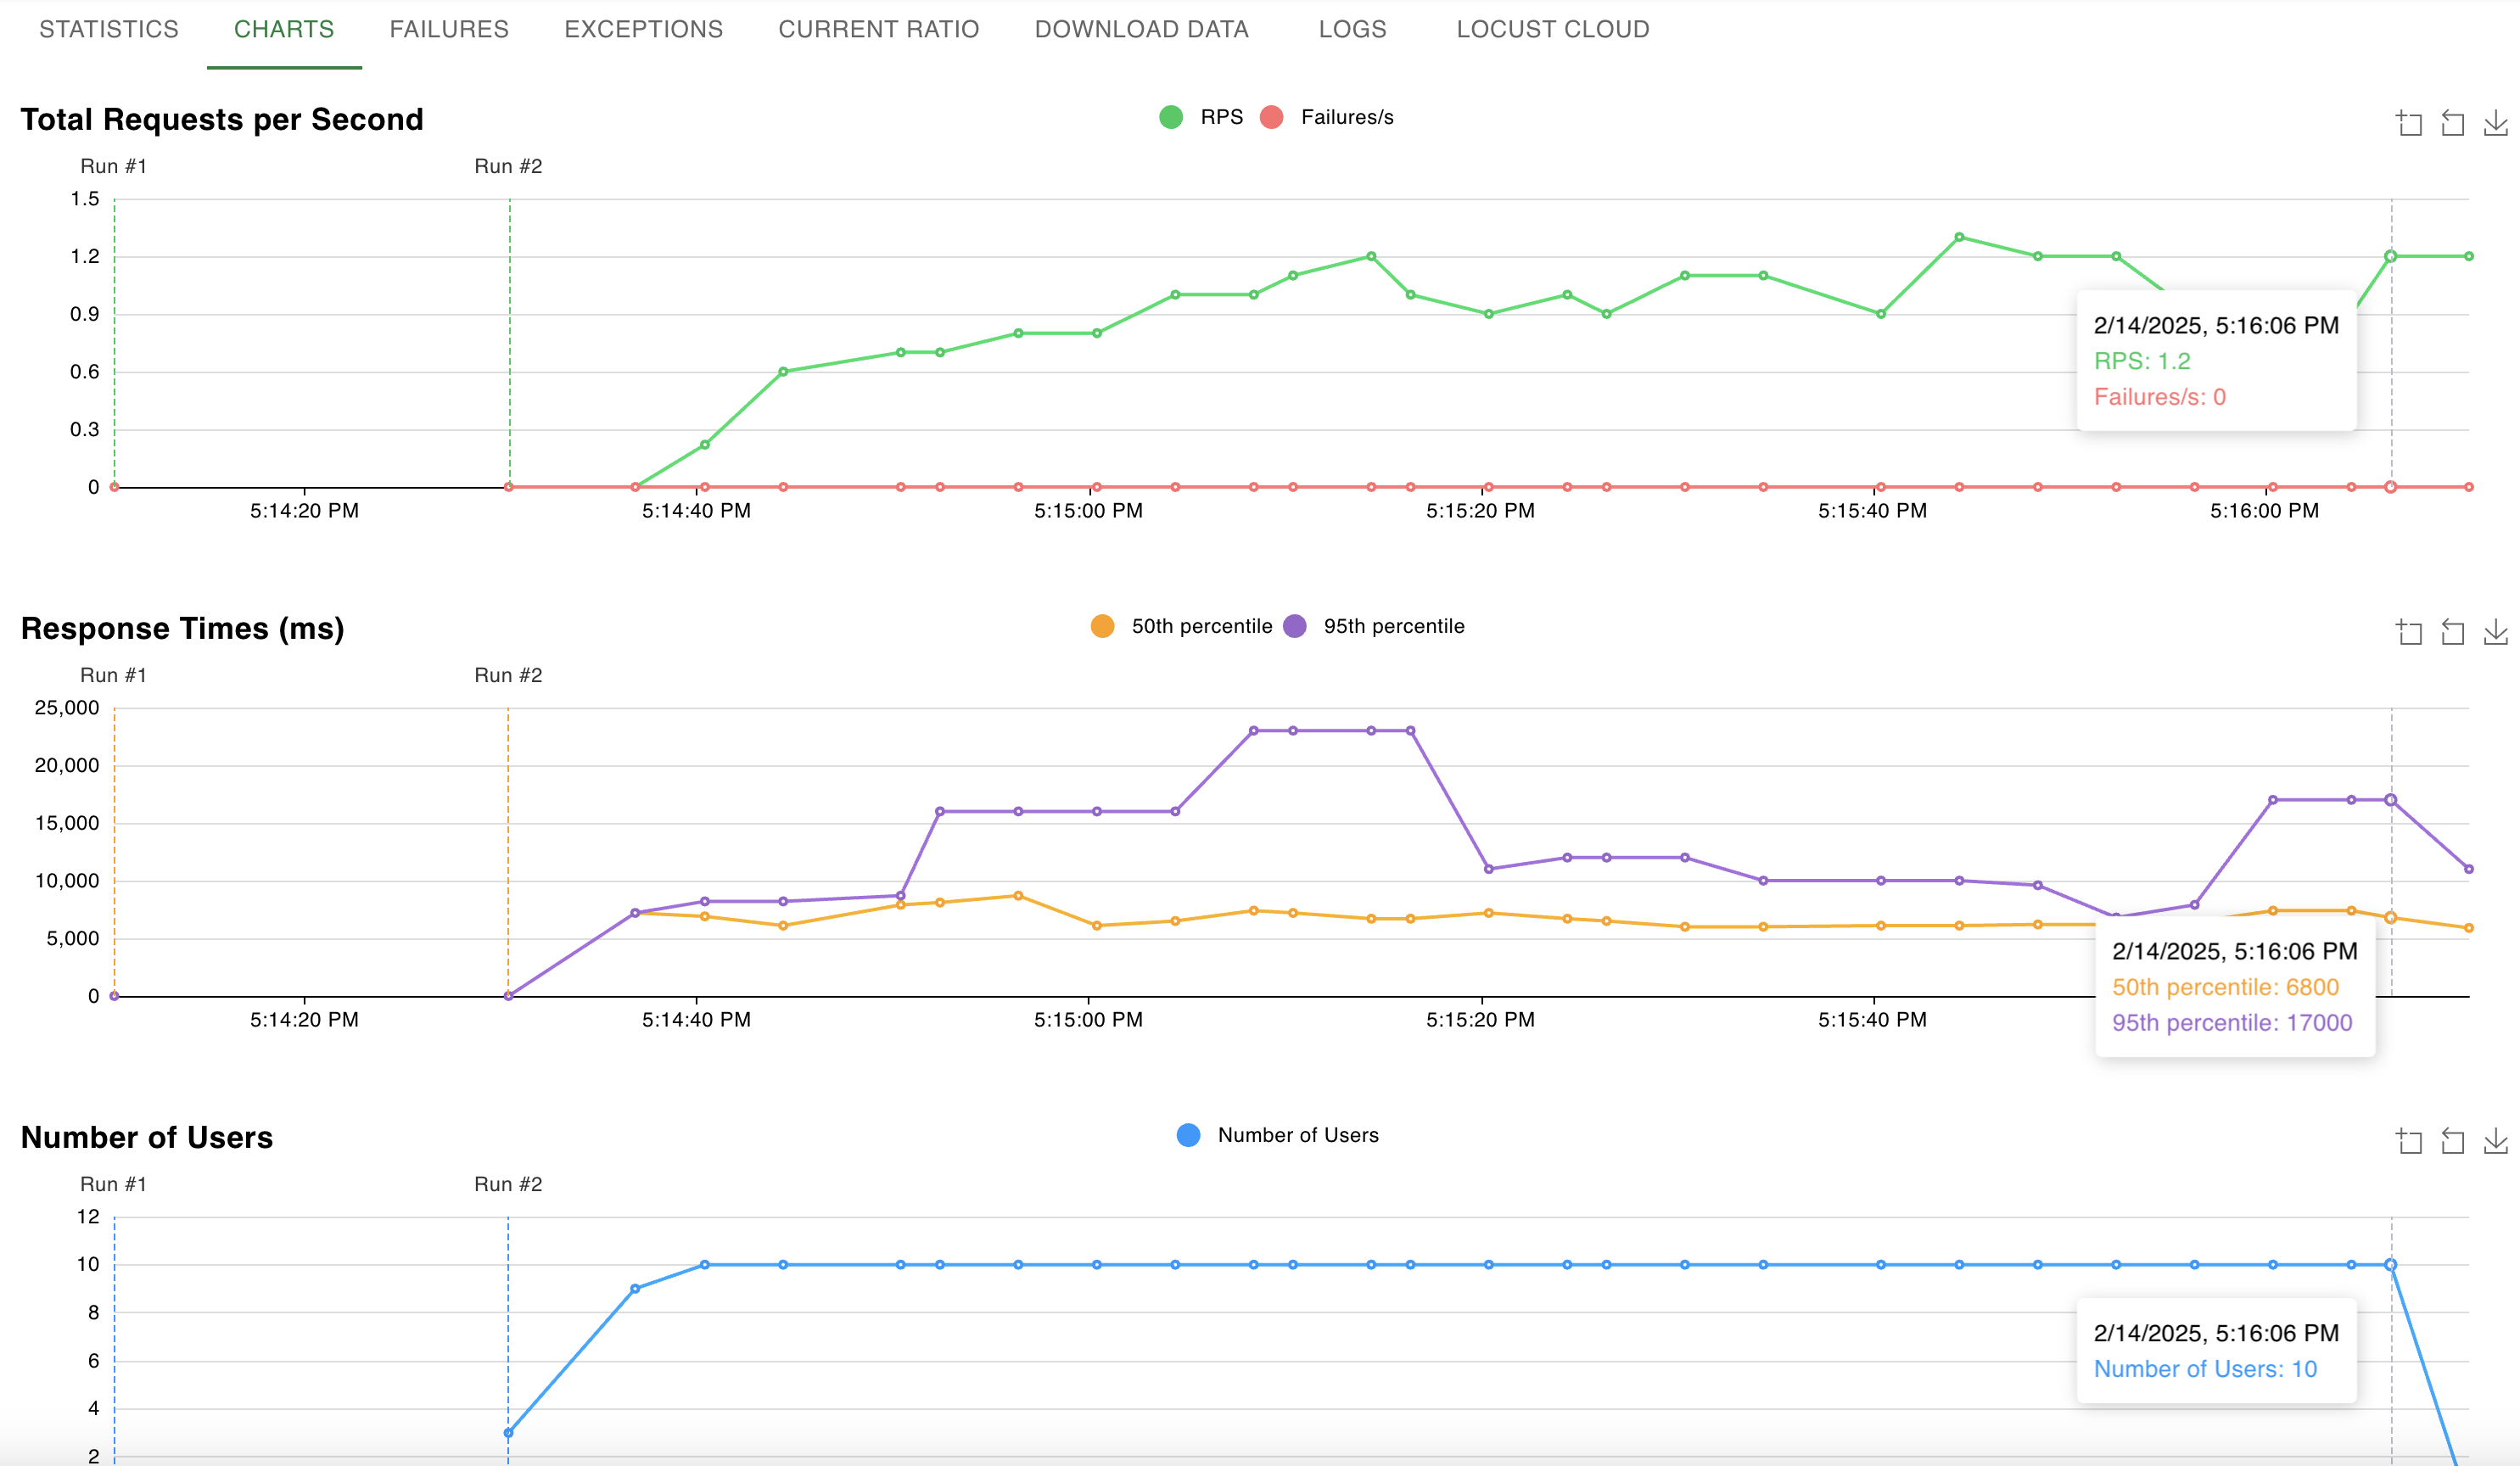 STATISTICS CHARTS FAILURES EXCEPTIONS CURRENT RATIO DOWNLOAD DATA LOGS LOCUST CLOUD
Total Requests per Second
RPS Failures/s
Run #1 Run #2
1.5
1.2
0.9
0.6
0.3
0
2/14/2025, 5:16:06 PM
RPS: 1.2
Failures/s: 0
5:14:20 PM 5:14:40 PM 5:15:00 PM 5:15:20 PM 5:15:40 PM 5:16:00 PM
Response Times (ms)
50th percentile 95th percentile
Run #1 Run #2
25,000
20,000
15,000
10,000
5,000
0
2/14/2025, 5:16:06 PM
50th percentile: 6800
95th percentile: 17000
5:14:20 PM 5:14:40 PM 5:15:00 PM 5:15:20 PM 5:15:40 PM
Number of Users
Number of Users
Run #1 Run #2
12
10
8
6
4
2
2/14/2025, 5:16:06 PM
Number of Users: 10